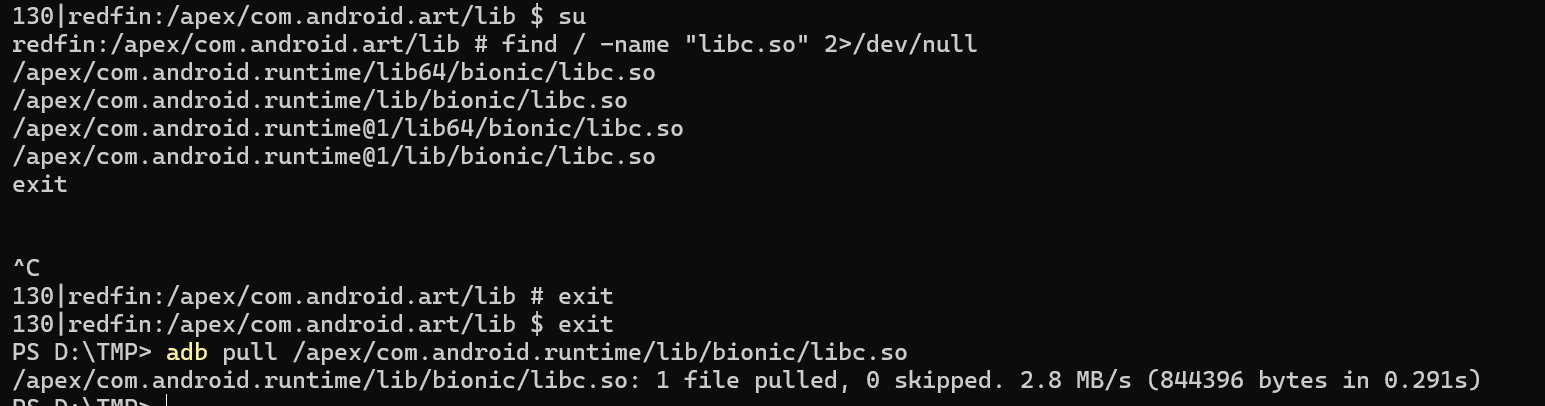 130|redfin:/apex/com.android.art/lib $ su
redfin:/apex/com.android.art/lib # find / -name "libc.so" 2>/dev/null
/apex/com.android.runtime/lib64/bionic/libc.so
/apex/com.android.runtime/lib/bionic/libc.so
/apex/com.android.runtime@1/lib64/bionic/libc.so
/apex/com.android.runtime@1/lib/bionic/libc.so
exit
^C
130|redfin:/apex/com.android.art/lib # exit
130|redfin:/apex/com.android.art/lib $ exit
PS D:\TMP> adb pull /apex/com.android.runtime/lib/bionic/libc.so
/apex/com.android.runtime/lib/bionic/libc.so: 1 file pulled, 0 skipped. 2.8 MB/s (844396 bytes in 0.291s)
PS D:\TMP>